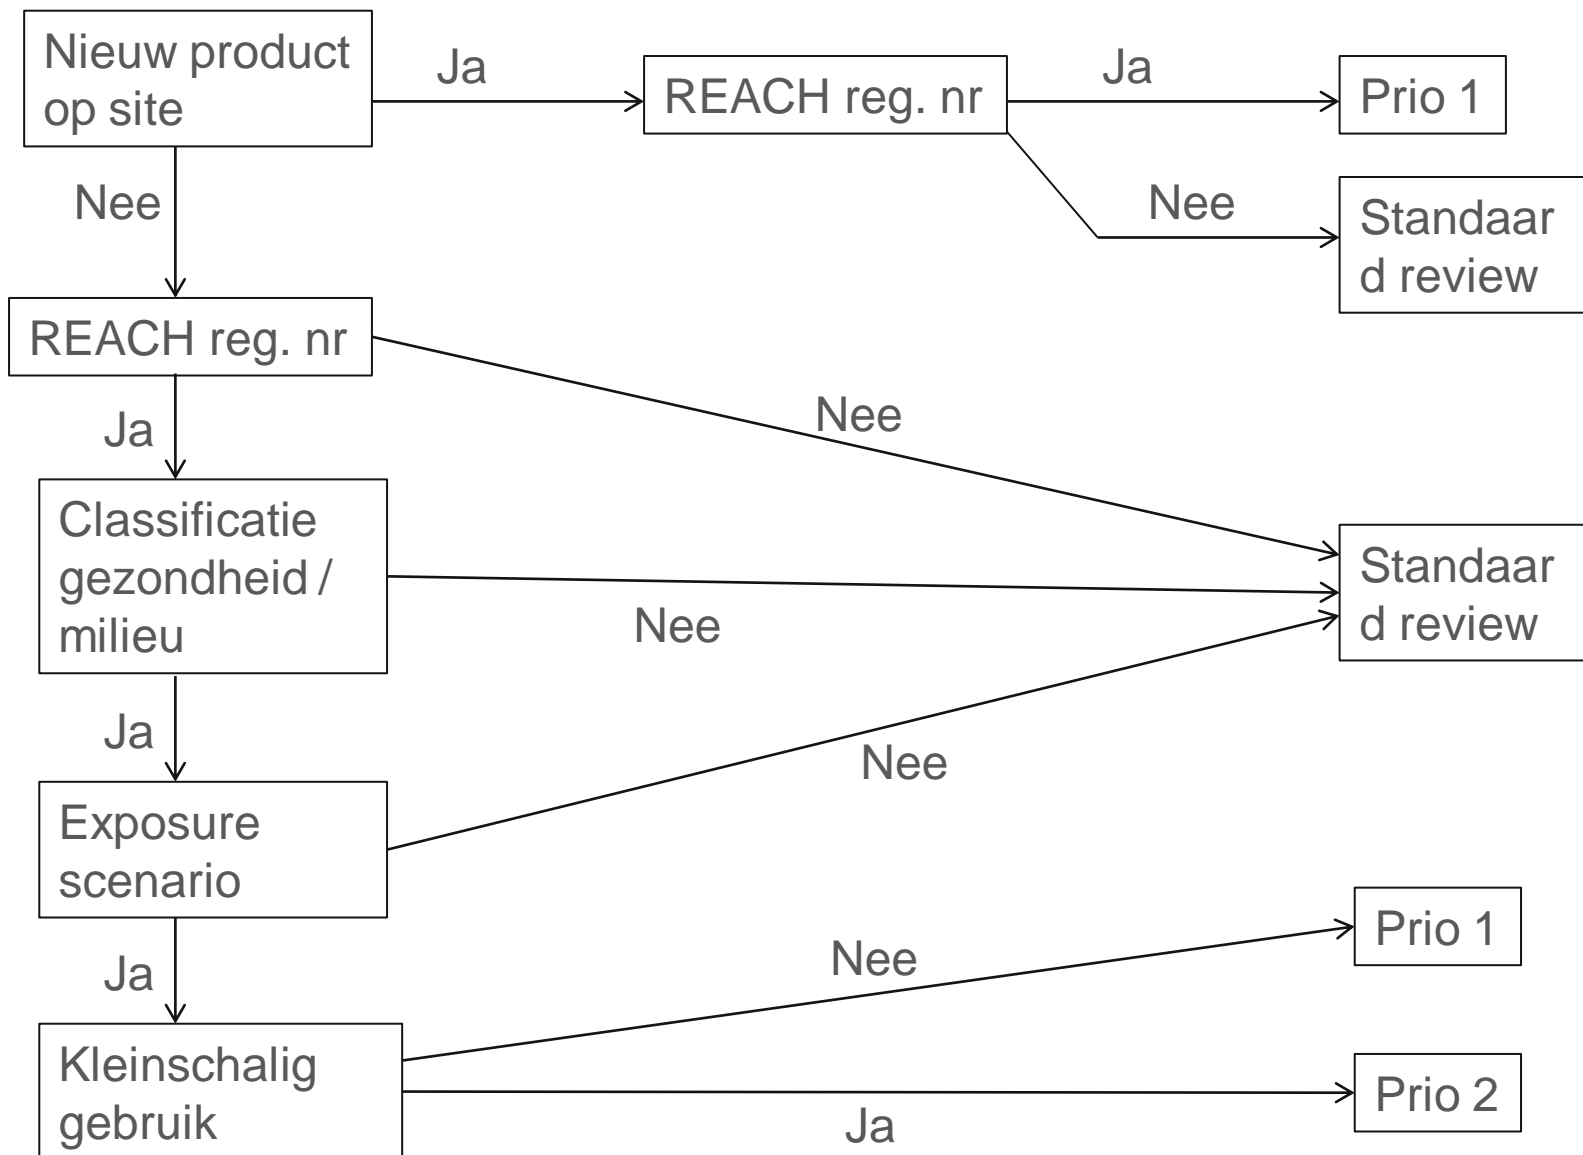 Nieuw product
op site
Ja
REACH reg. nr
Ja
Prio 1
Nee
Nee
Standaar
d review
REACH reg. nr
Nee
Ja
Classificatie
gezondheid /
milieu
Nee
Standaar
d review
Ja
Nee
Exposure
scenario
Nee
Prio 1
Ja
Kleinschalig
gebruik
Ja
Prio 2